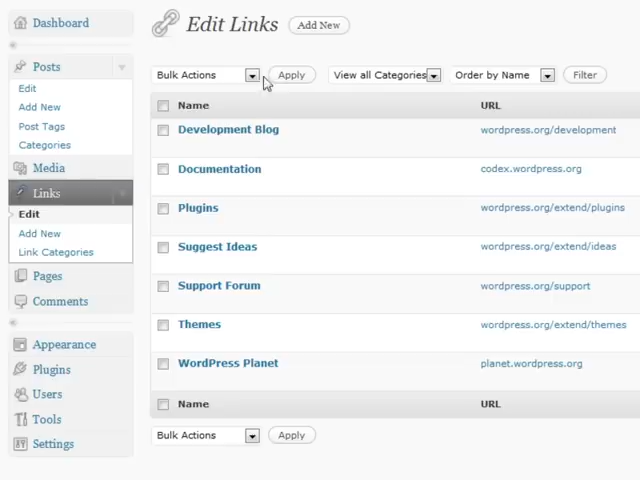 Dashboard
Edit Links
Add New
Posts
Edit
Add New
Post Tags
Categories
Media
Links
Edit
Add New
Link Categories
Pages
Comments
Appearance
Plugins
Users
Tools
Settings
Bulk Actions
Apply
View all Categories
Order by Name
Filter
Name URL
Development Blog wordpress.org/development
Documentation codex.wordpress.org
Plugins wordpress.org/extend/plugins
Suggest Ideas wordpress.org/extend/ideas
Support Forum wordpress.org/support
Themes wordpress.org/extend/themes
WordPress Planet planet.wordpress.org
Name URL
Bulk Actions
Apply